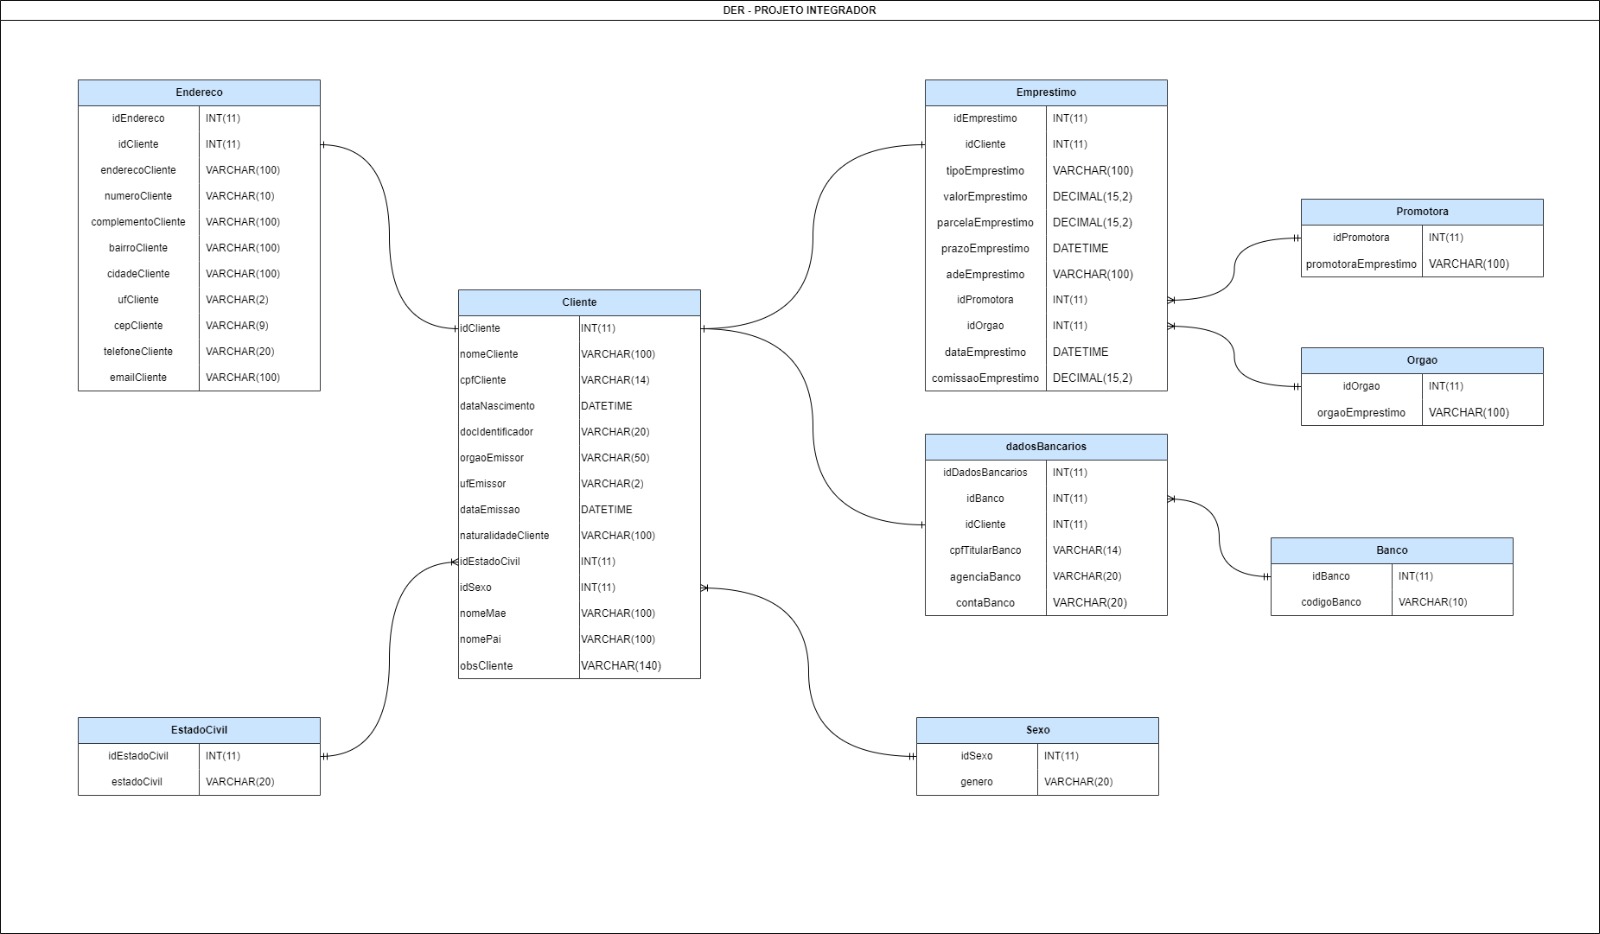 DER - PROJETO INTEGRADOR
Endereco
idEndereco INT(11)
idCliente INT(11)
enderecoCliente VARCHAR(100)
numeroCliente VARCHAR(10)
complementoCliente VARCHAR(100)
bairroCliente VARCHAR(100)
cidadeCliente VARCHAR(100)
ufCliente VARCHAR(2)
cepCliente VARCHAR(9)
telefoneCliente VARCHAR(20)
emailCliente VARCHAR(100)
Cliente
idCliente INT(11)
nomeCliente VARCHAR(100)
cpfCliente VARCHAR(14)
dataNascimento DATETIME
docIdentificador VARCHAR(20)
orgaoEmissor VARCHAR(50)
ufEmissor VARCHAR(2)
dataEmissao DATETIME
naturalidadeCliente VARCHAR(100)
idEstadoCivil INT(11)
idSexo INT(11)
nomeMae VARCHAR(100)
nomePai VARCHAR(100)
obsCliente VARCHAR(140)
Emprestimo
idEmprestimo INT(11)
idCliente INT(11)
tipoEmprestimo VARCHAR(100)
valorEmprestimo DECIMAL(15,2)
parcelaEmprestimo DECIMAL(15,2)
prazoEmprestimo DATETIME
adeEmprestimo VARCHAR(100)
idPromotora INT(11)
idOrgao INT(11)
dataEmprestimo DATETIME
comissaoEmprestimo DECIMAL(15,2)
Promotora
idPromotora INT(11)
promotoraEmprestimo VARCHAR(100)
Orgao
idOrgao INT(11)
orgaoEmprestimo VARCHAR(100)
dadosBancarios
idDadosBancarios INT(11)
idBanco INT(11)
idCliente INT(11)
cpfTitularBanco VARCHAR(14)
agenciaBanco VARCHAR(20)
contaBanco VARCHAR(20)
Banco
idBanco INT(11)
codigoBanco VARCHAR(10)
EstadoCivil
idEstadoCivil INT(11)
estadoCivil VARCHAR(20)
Sexo
idSexo INT(11)
genero VARCHAR(20)